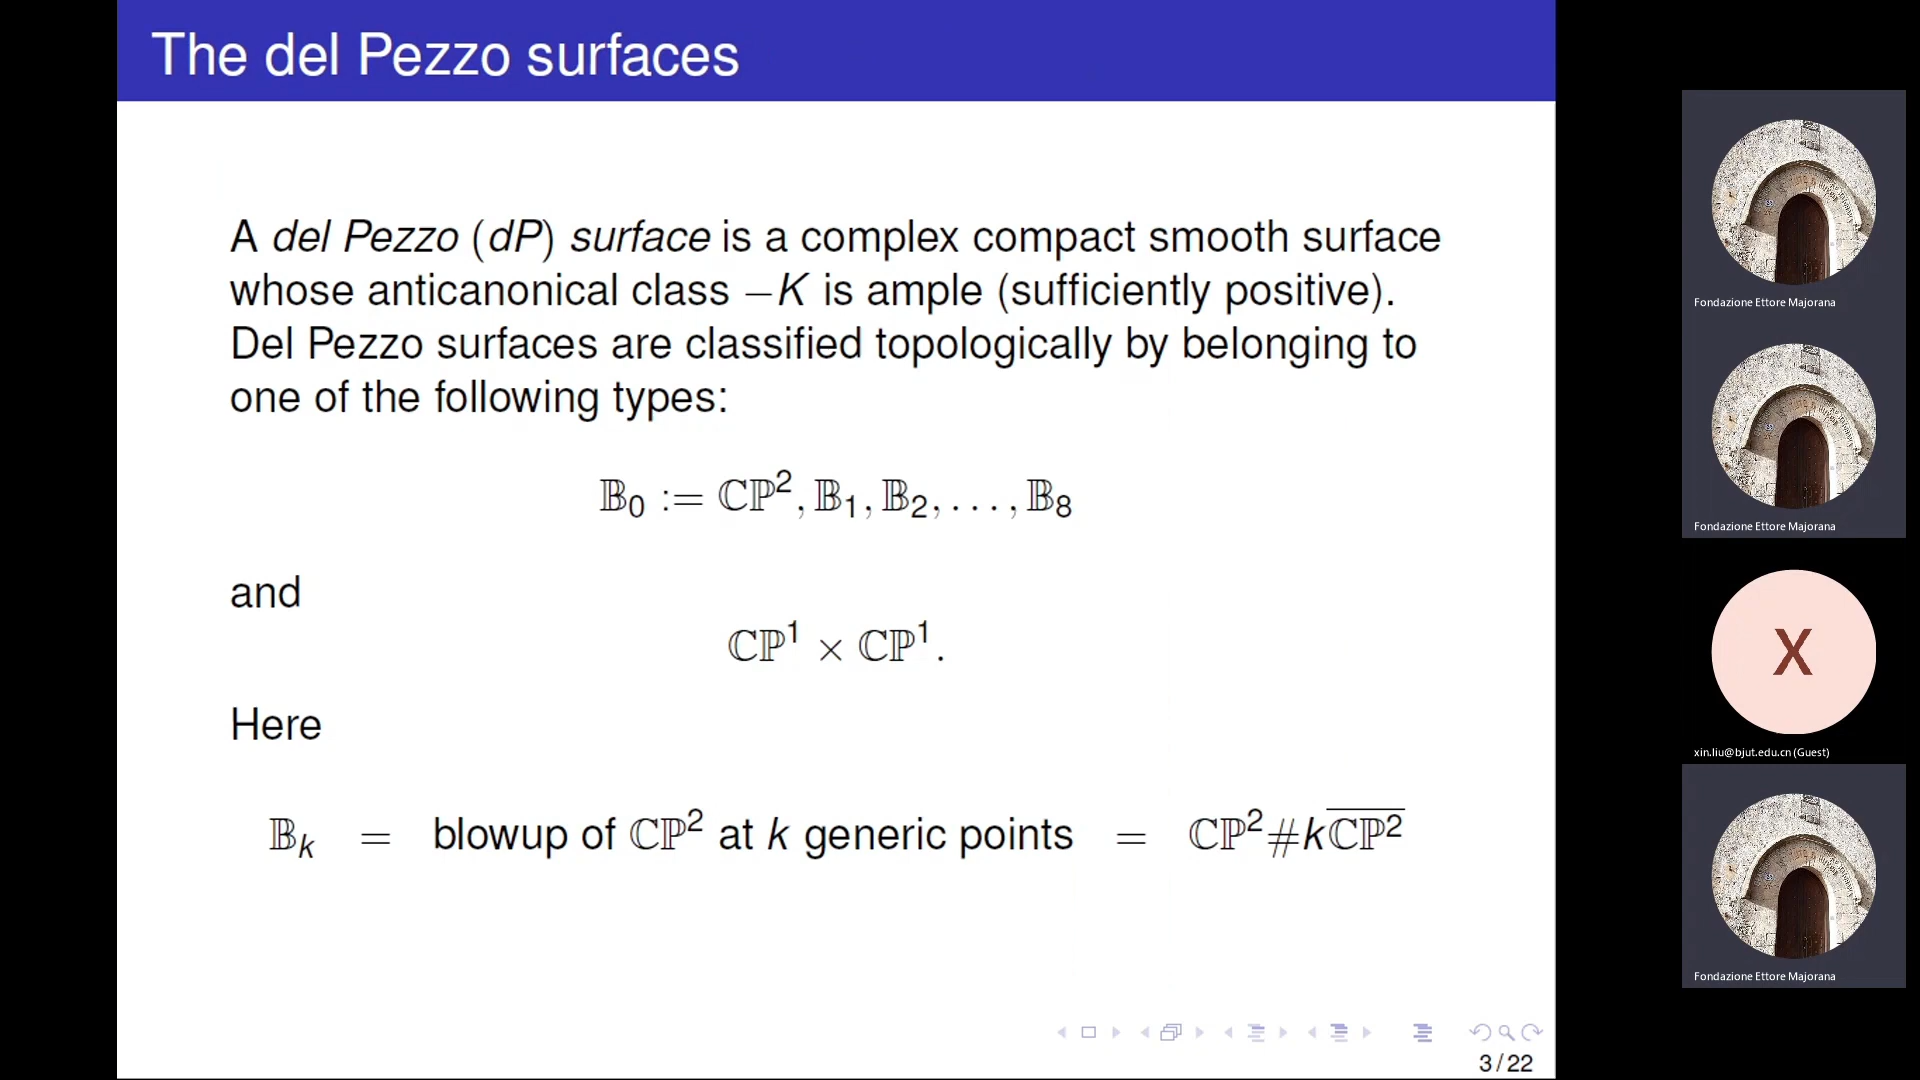 The del Pezzo surfaces
A del Pezzo (dP) surface is a complex compact smooth surface
whose anticanonical class −K is ample (sufficiently positive).
Del Pezzo surfaces are classified topologically by belonging to
one of the following types:
𝔹₀ := ℂℙ², 𝔹₁, 𝔹₂, . . . , 𝔹₈
and
ℂℙ¹ × ℂℙ¹.
Here
𝔹ₖ = blowup of ℂℙ² at k generic points = ℂℙ²#k\overline{ℂℙ²}
3/22
Fondazione Ettore Majorana
Fondazione Ettore Majorana
X
xin.liu@bjut.edu.cn (Guest)
Fondazione Ettore Majorana